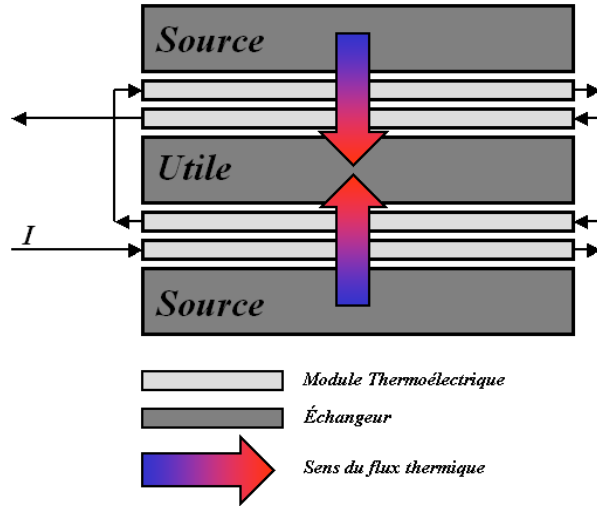 Source
Utile
I
Source
Module Thermoélectrique
Échangeur
Sens du flux thermique